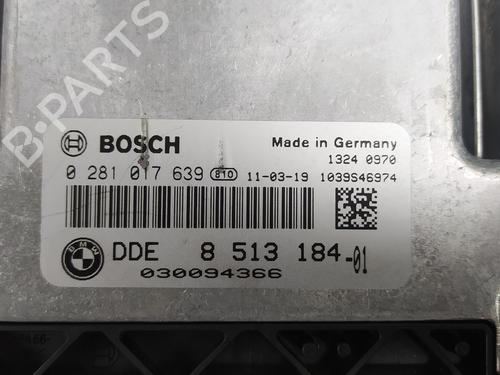 B-PARTS
BOSCH
Made in Germany
1324 0970
0 281 017 639 810 11-03-19 1039S46974
BMW
DDE 8 513 184-01
030094366